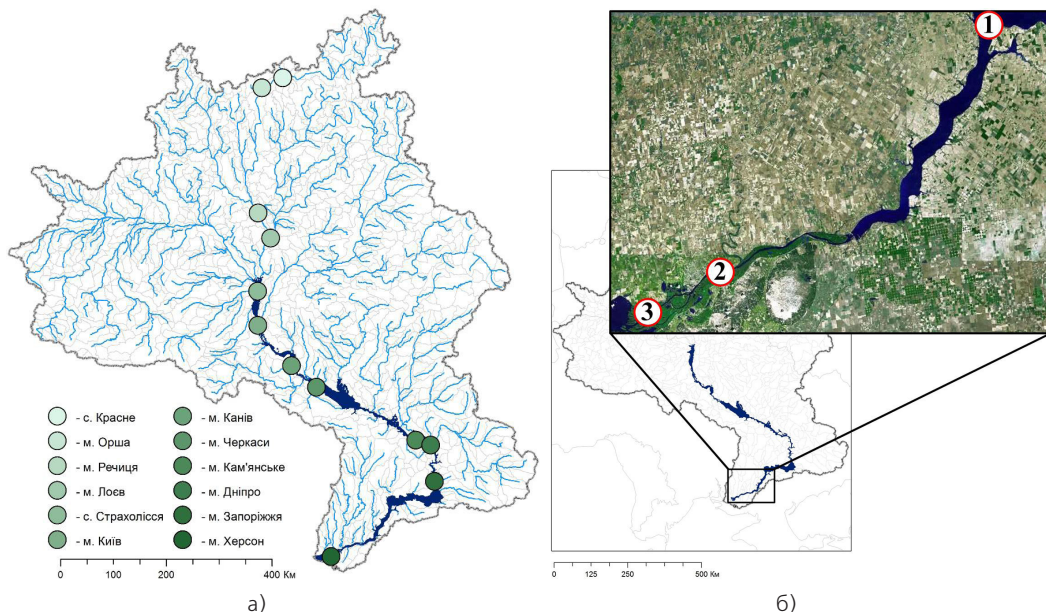 1
2
3
- с. Красне
- м. Орша
- м. Речиця
- м. Лоєв
- с. Страхолісся
- м. Київ
- м. Канів
- м. Черкаси
- м. Кам'янське
- м. Дніпро
- м. Запоріжжя
- м. Херсон
0 100 200 400 Км
0 125 250 500 Км
а)
б)